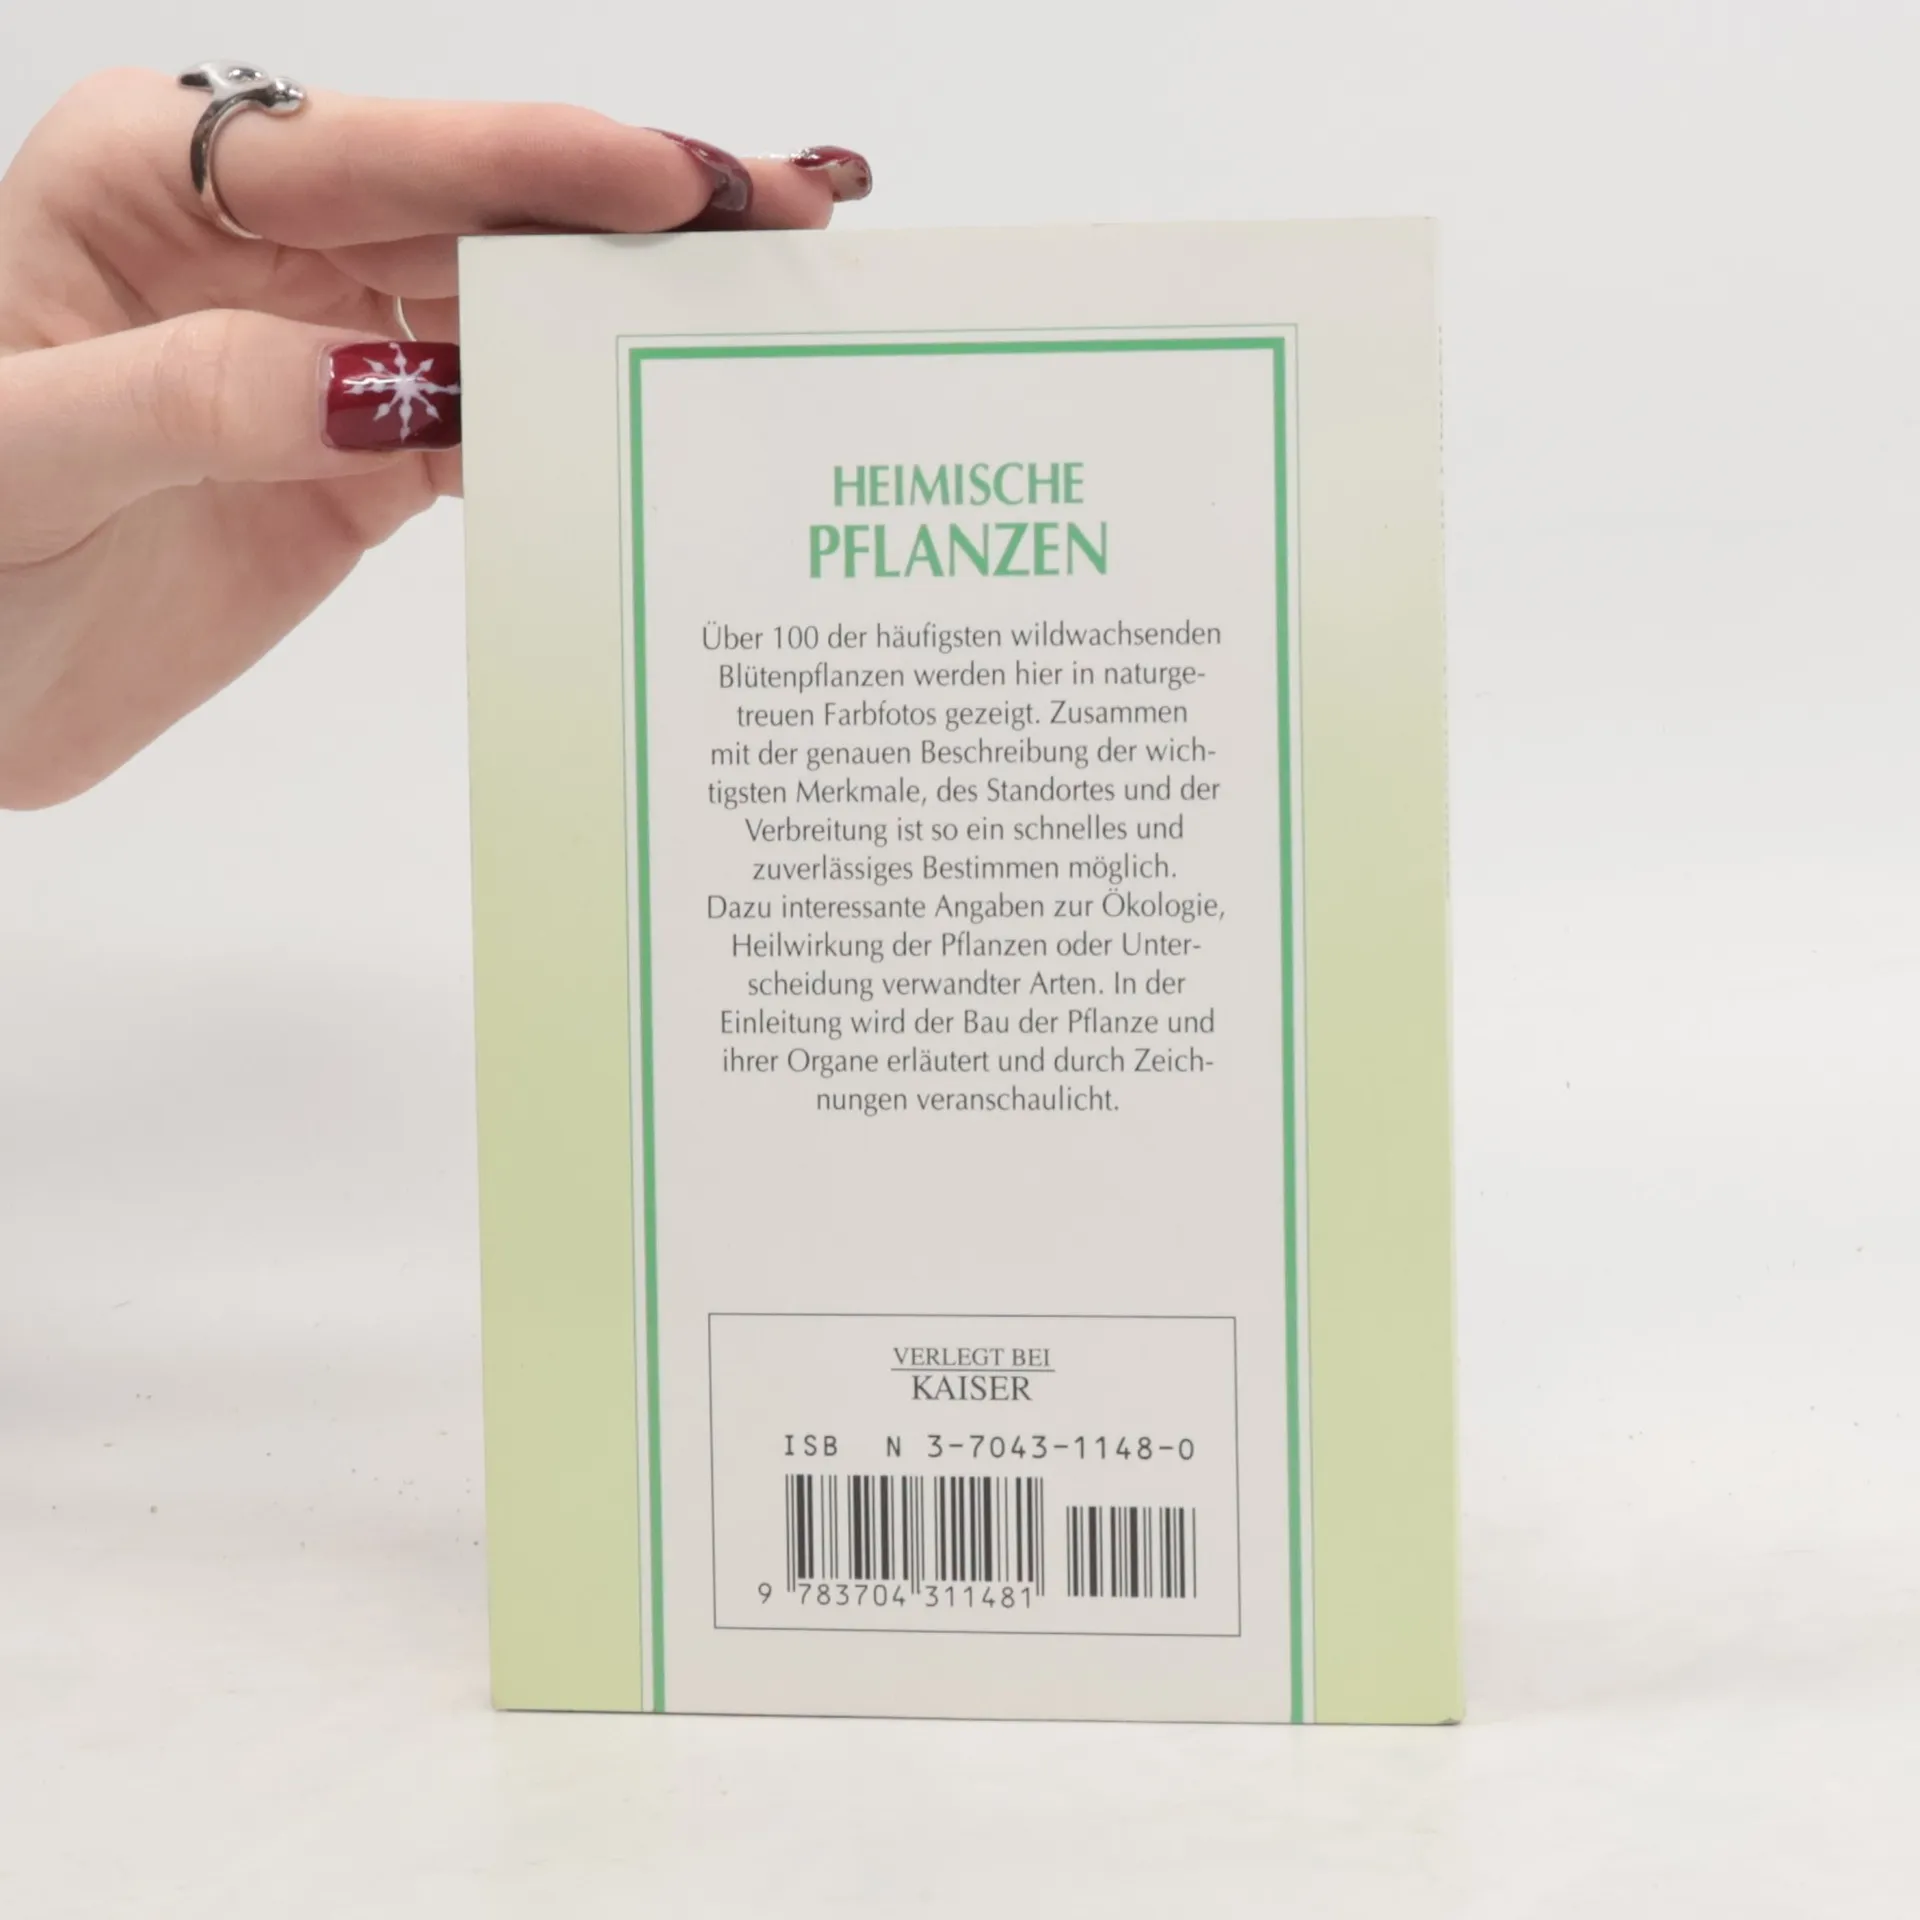 HEIMISCHE
PFLANZEN
Über 100 der häufigsten wildwachsenden
Blütenpflanzen werden hier in naturge-
treuen Farbfotos gezeigt. Zusammen
mit der genauen Beschreibung der wich-
tigsten Merkmale, des Standortes und der
Verbreitung ist so ein schnelles und
zuverlässiges Bestimmen möglich.
Dazu interessante Angaben zur Ökologie,
Heilwirkung der Pflanzen oder Unter-
scheidung verwandter Arten. In der
Einleitung wird der Bau der Pflanze und
ihrer Organe erläutert und durch Zeich-
nungen veranschaulicht.
VERLEGT BEI
KAISER
ISB N 3-7043-1148-0
9 783704 311481